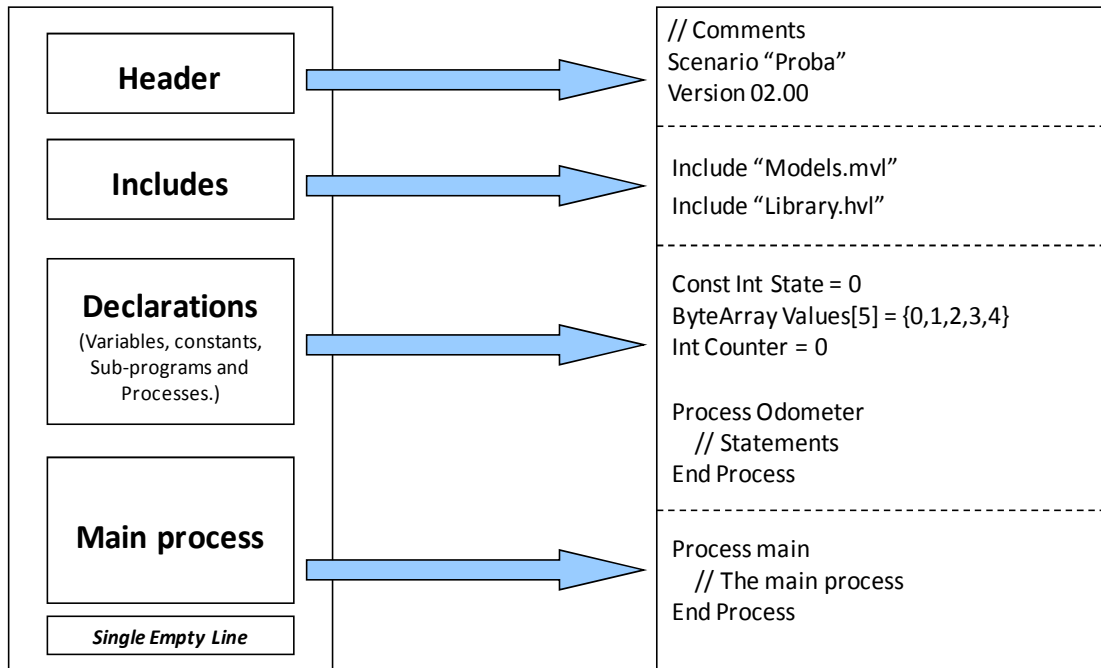 Header
Includes
Declarations
(Variables, constants,
Sub-programs and
Processes.)
Main process
Single Empty Line
// Comments
Scenario “Proba”
Version 02.00
Include “Models.mvl”
Include “Library.hvl”
Const Int State = 0
ByteArray Values[5] = {0,1,2,3,4}
Int Counter = 0
Process Odometer
// Statements
End Process
Process main
// The main process
End Process